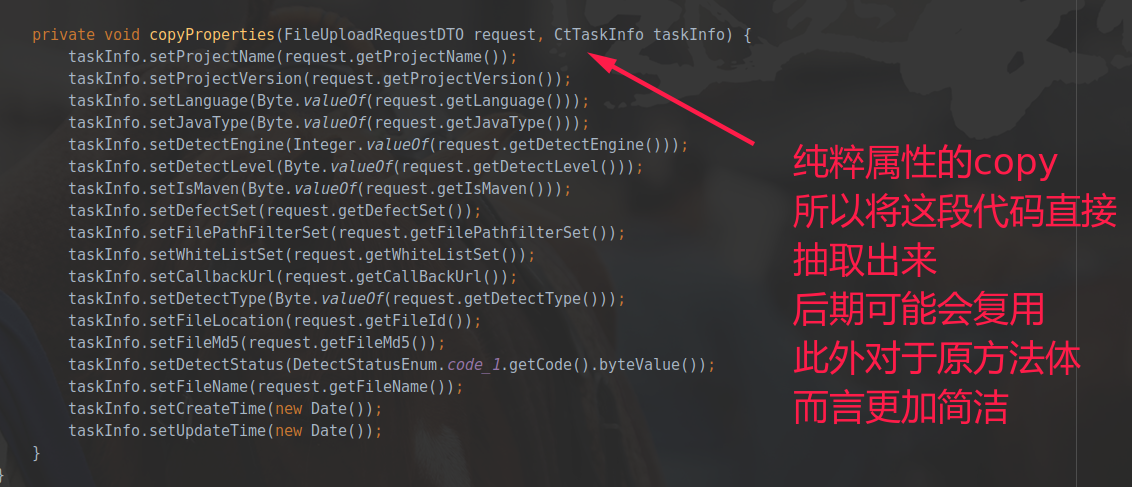 private void copyProperties(FileUploadRequestDTO request, CtTaskInfo taskInfo) {
taskInfo.setProjectName(request.getProjectName());
taskInfo.setProjectVersion(request.getProjectVersion());
taskInfo.setLanguage(Byte.valueOf(request.getLanguage()));
taskInfo.setJavaType(Byte.valueOf(request.getJavaType()));
taskInfo.setDetectEngine(Integer.valueOf(request.getDetectEngine()));
taskInfo.setDetectLevel(Byte.valueOf(request.getDetectLevel()));
taskInfo.setIsMaven(Byte.valueOf(request.getIsMaven()));
taskInfo.setDefectSet(request.getDefectSet());
taskInfo.setFilePathFilterSet(request.getFilePathfilterSet());
taskInfo.setWhiteListSet(request.getWhiteListSet());
taskInfo.setCallbackUrl(request.getCallBackUrl());
taskInfo.setDetectType(Byte.valueOf(request.getDetectType()));
taskInfo.setFileLocation(request.getFileId());
taskInfo.setFileMd5(request.getFileMd5());
taskInfo.setDetectStatus(DetectStatusEnum.code_1.getCode().byteValue());
taskInfo.setFileName(request.getFileName());
taskInfo.setCreateTime(new Date());
taskInfo.setUpdateTime(new Date());
}
}
纯粹属性的copy
所以将这段代码直接
抽取出来
后期可能会复用
此外对于原方法体
而言更加简洁